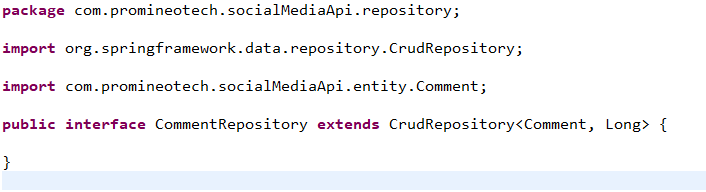 package com.promineotech.socialMediaApi.repository;
import org.springframework.data.repository.CrudRepository;
import com.promineotech.socialMediaApi.entity.Comment;
public interface CommentRepository extends CrudRepository<Comment, Long> {
}